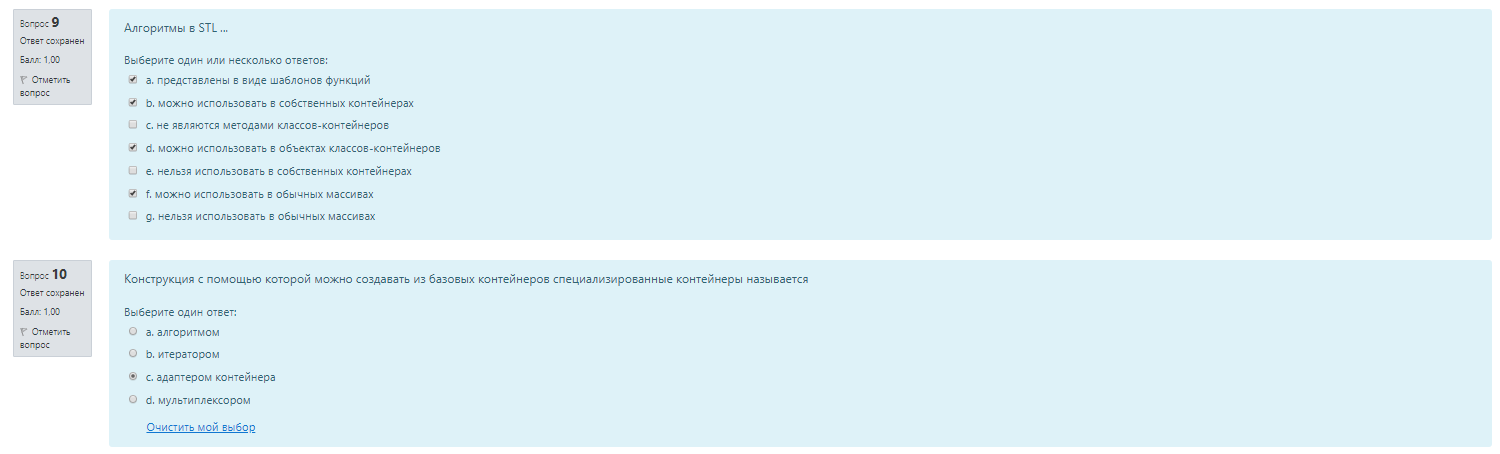 Вопрос 9
Ответ сохранен
Балл: 1,00
Отметить
вопрос
Алгоритмы в STL ...
Выберите один или несколько ответов:
a. представлены в виде шаблонов функций
b. можно использовать в собственных контейнерах
c. не являются методами классов-контейнеров
d. можно использовать в объектах классов-контейнеров
e. нельзя использовать в собственных контейнерах
f. можно использовать в обычных массивах
g. нельзя использовать в обычных массивах
Вопрос 10
Ответ сохранен
Балл: 1,00
Отметить
вопрос
Конструкция с помощью которой можно создавать из базовых контейнеров специализированные контейнеры называется
Выберите один ответ:
a. алгоритмом
b. итератором
c. адаптером контейнера
d. мультиплексором
Очистить мой выбор